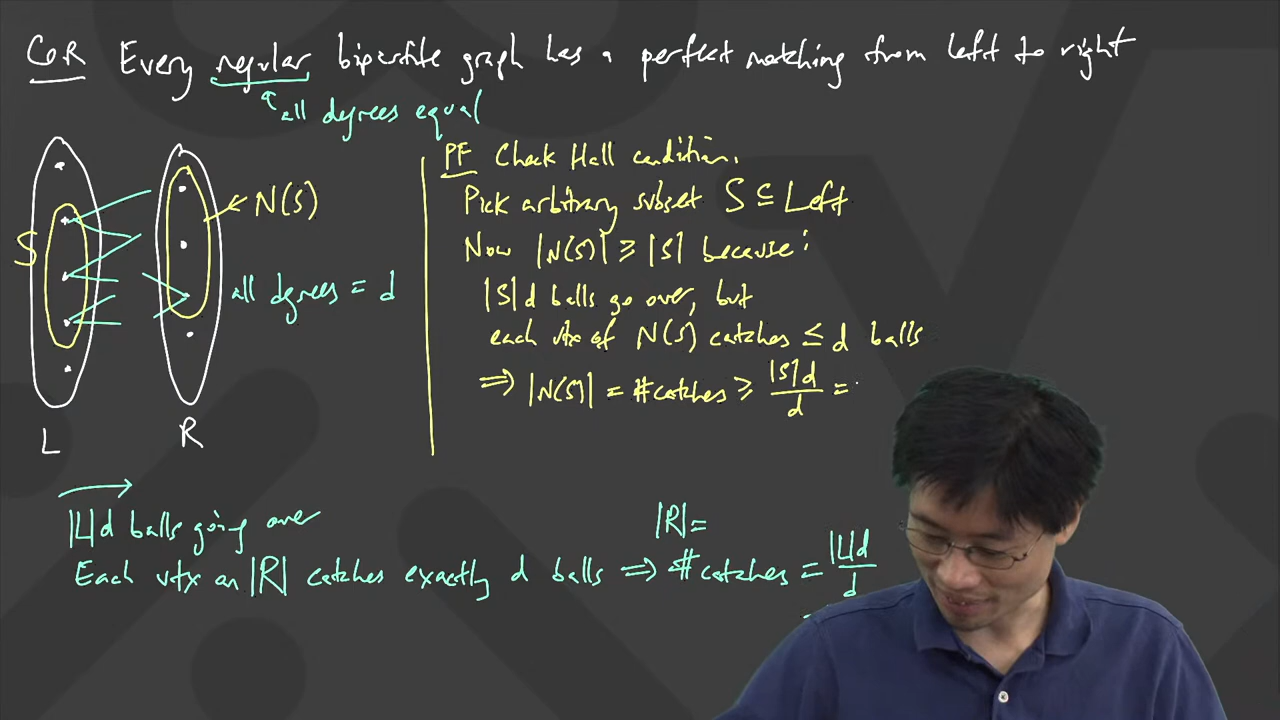 COR Every regular bipartite graph has a perfect matching from left to right
all degrees equal
S
N(S)
all degrees = d
L
R
PF Check Hall condition.
Pick arbitrary subset S ⊆ Left
Now |N(S)| ≥ |S| because:
|S|d balls go over, but
each vtx of N(S) catches ≤ d balls
⇒ |N(S)| = #catches ≥ |S|d/d =
|L|d balls going over
|R| =
Each vtx on |R| catches exactly d balls ⇒ #catches = |L|d/d